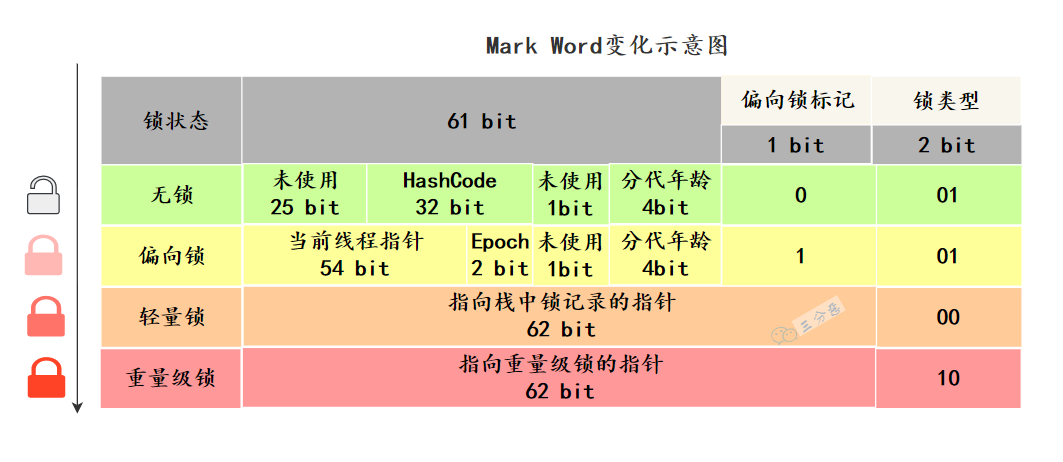 Mark Word变化示意图
锁状态
61 bit
偏向锁标记
锁类型
1 bit
2 bit
无锁
未使用
25 bit
HashCode
32 bit
未使用
1bit
分代年龄
4bit
0
01
偏向锁
当前线程指针
54 bit
Epoch
2 bit
未使用
1bit
分代年龄
4bit
1
01
轻量锁
指向栈中锁记录的指针
62 bit
三分恶
00
重量级锁
指向重量级锁的指针
62 bit
10